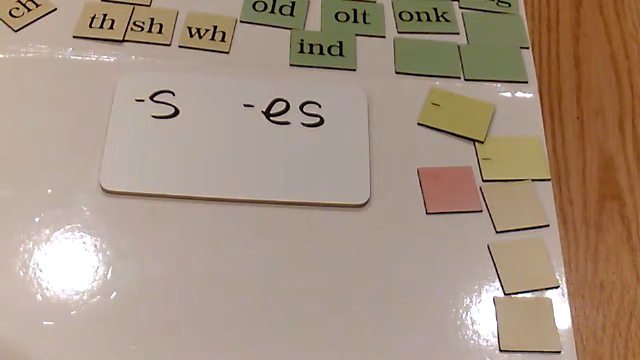 ch
th sh wh
old olt onk
ind
-s -es
-
-